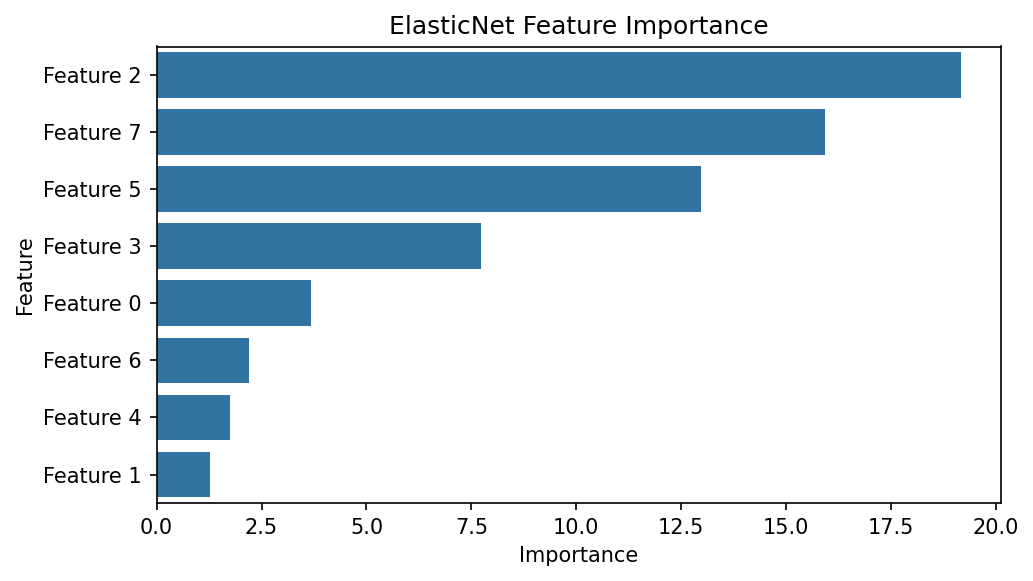 ElasticNet Feature Importance
Feature 2
Feature 7
Feature 5
Feature 3
Feature 0
Feature 6
Feature 4
Feature 1
Feature
0.0 2.5 5.0 7.5 10.0 12.5 15.0 17.5 20.0
Importance